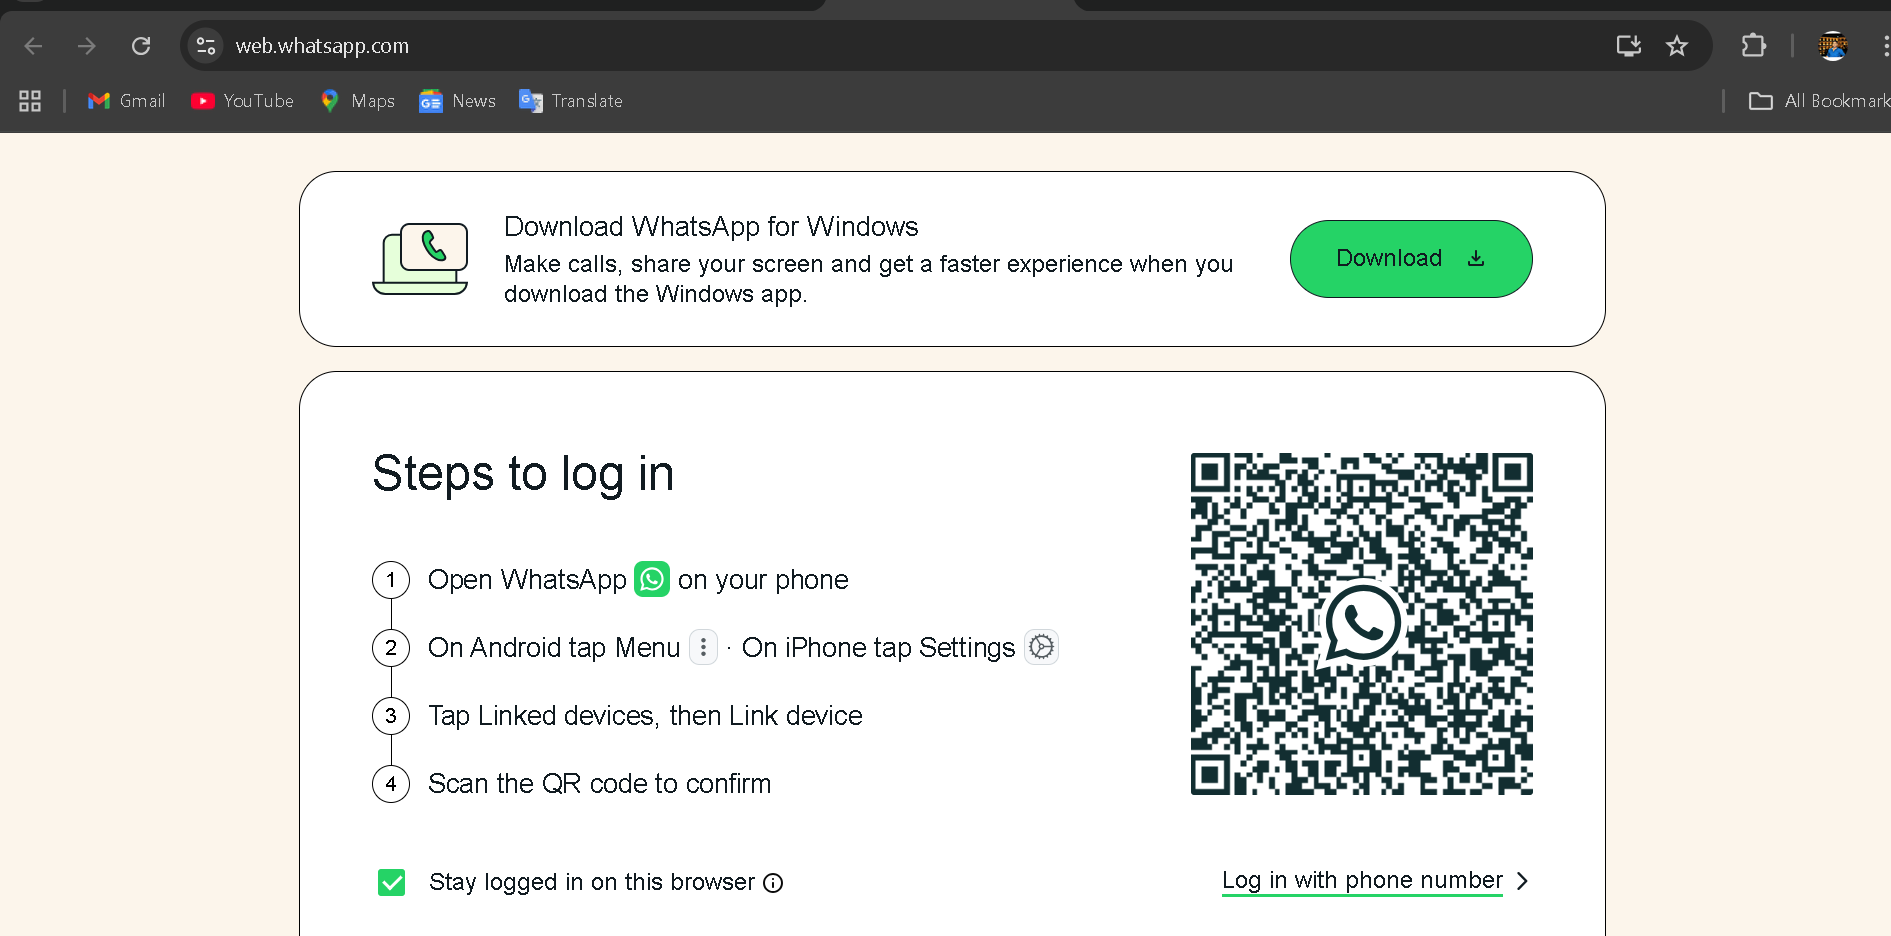 web.whatsapp.com
Gmail
YouTube
Maps
News
Translate
All Bookmark
Download WhatsApp for Windows
Make calls, share your screen and get a faster experience when you
download the Windows app.
Download
Steps to log in
1 Open WhatsApp on your phone
2 On Android tap Menu · On iPhone tap Settings
3 Tap Linked devices, then Link device
4 Scan the QR code to confirm
Stay logged in on this browser
Log in with phone number